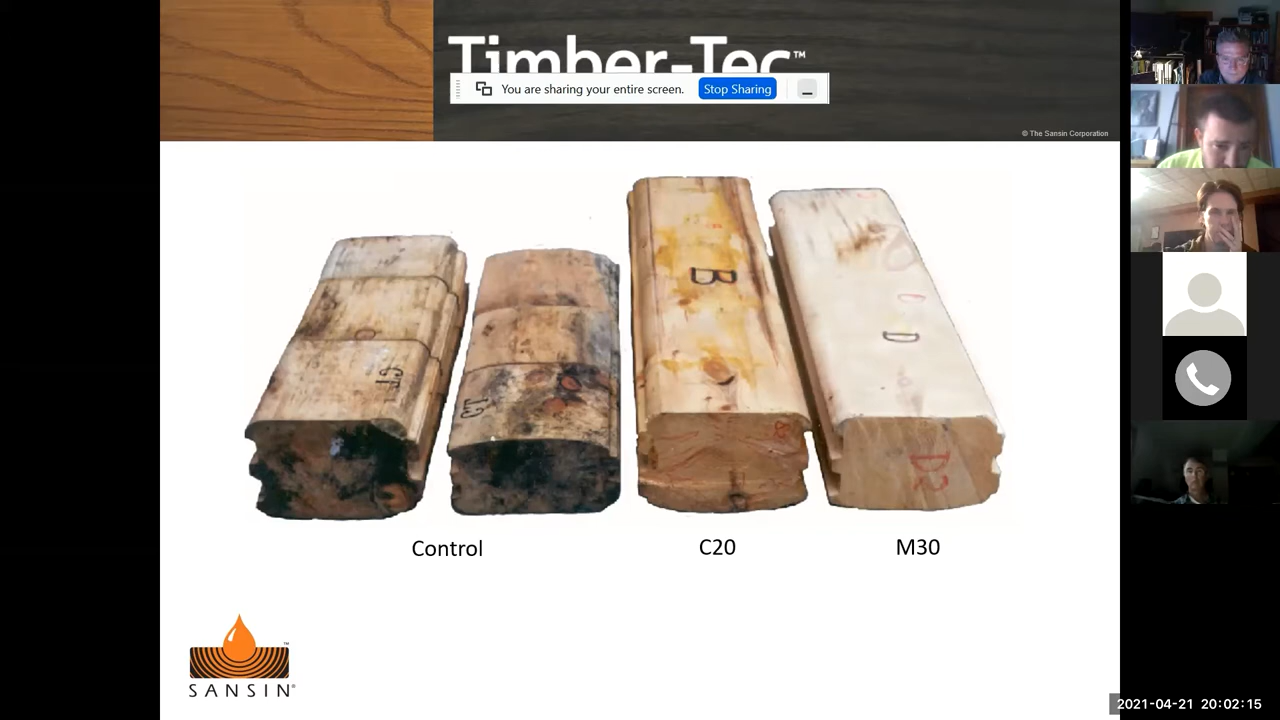 Timber-Tec™
You are sharing your entire screen.
Stop Sharing
© The Sansin Corporation
B
D
D2
Control
C20
M30
SANSIN®
2021-04-21 20:02:15